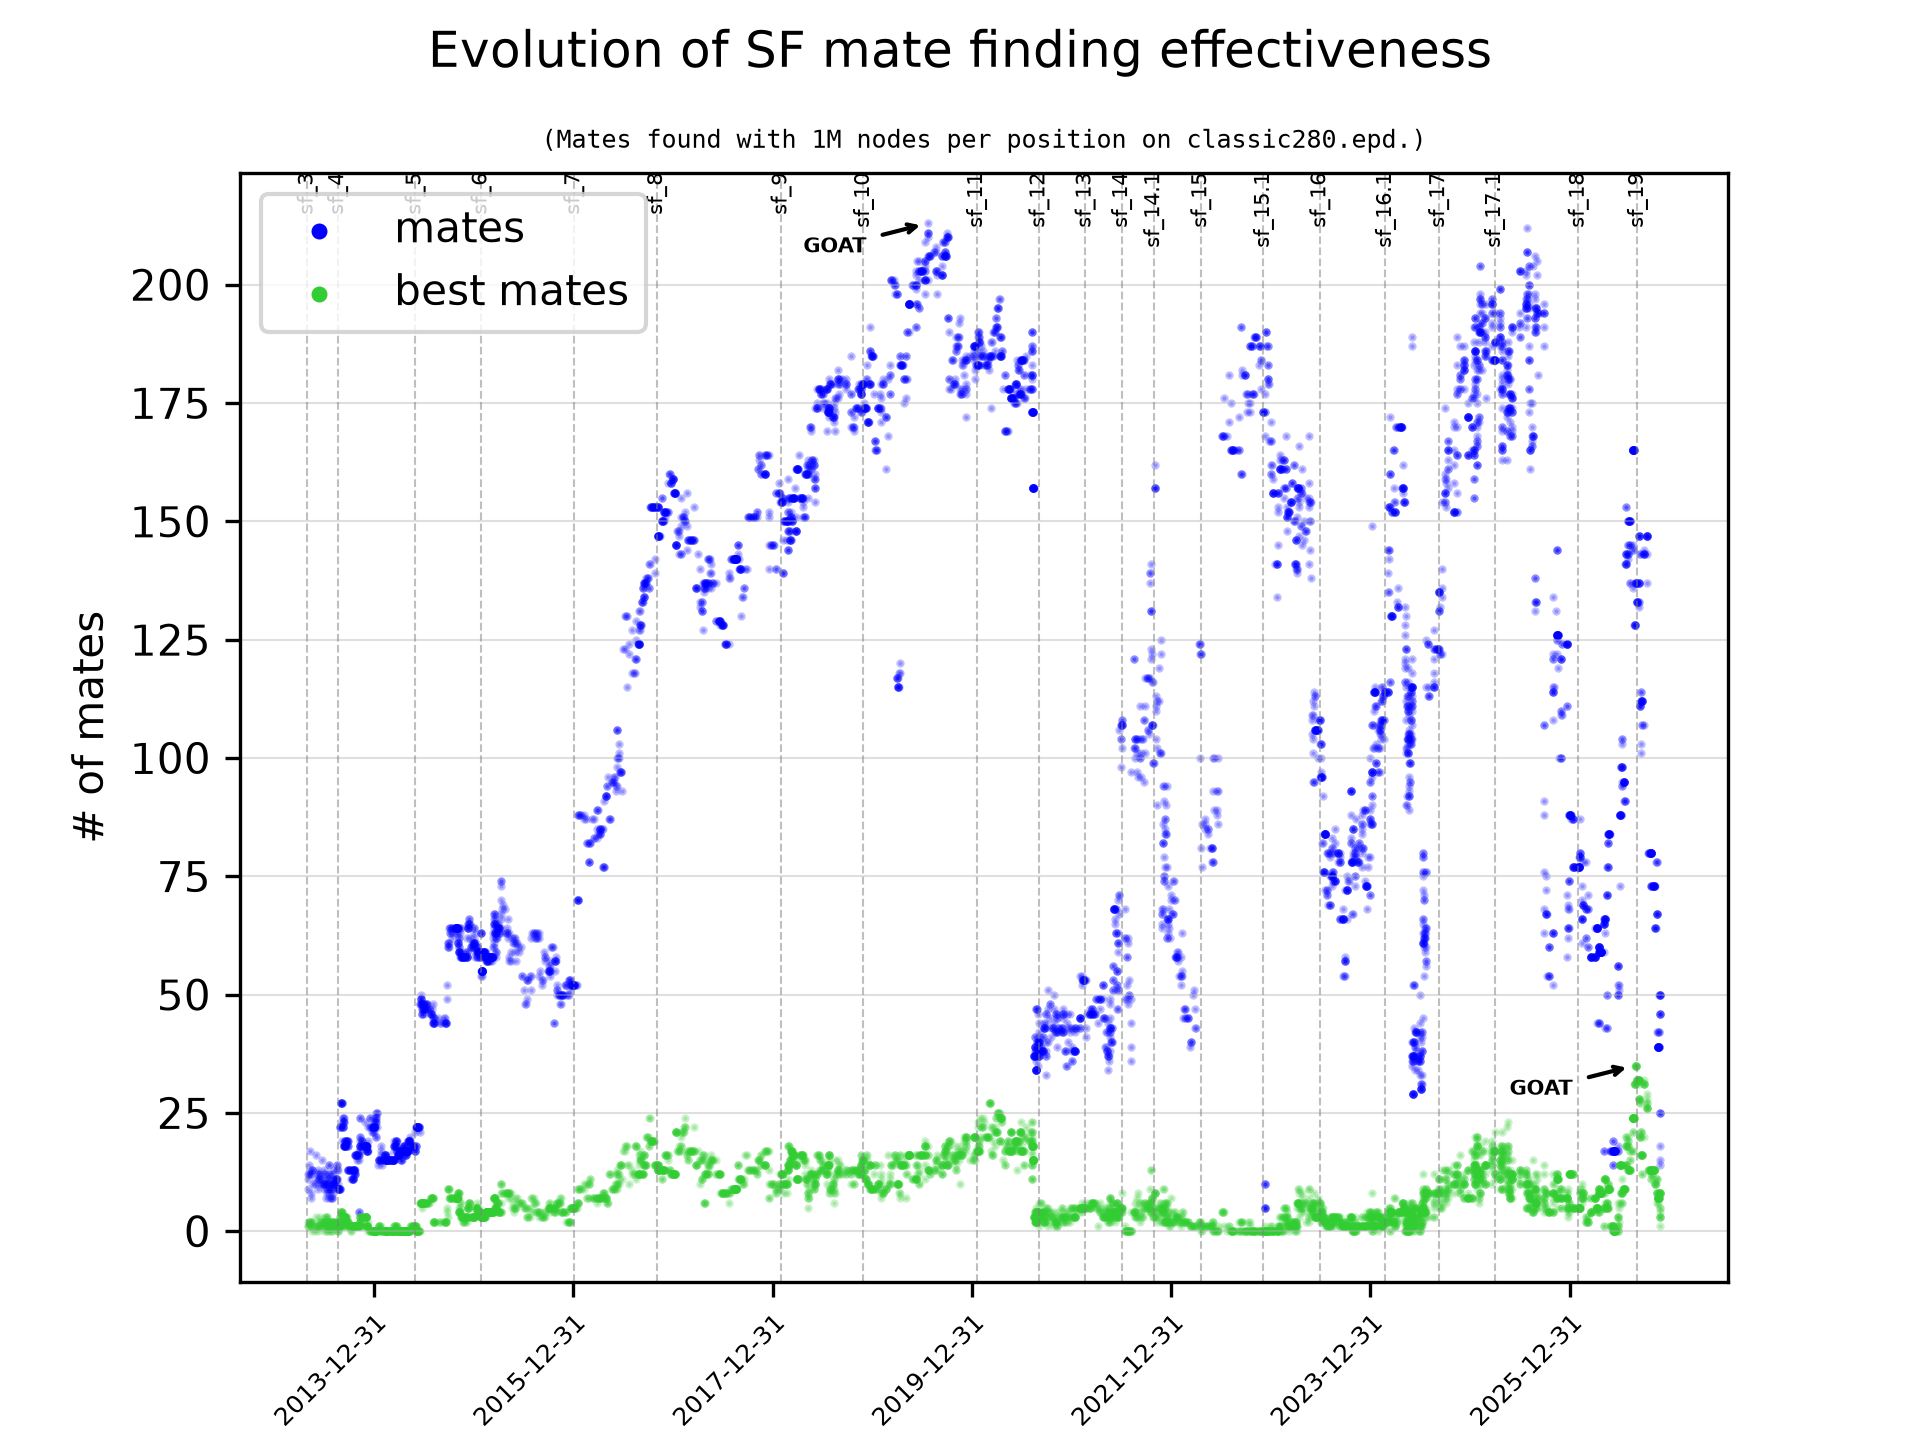 Evolution of SF mate finding effectiveness
(Mates found with 1M nodes per position on classic280.epd.)
sf_3
sf_4
sf_5
sf_6
sf_7
sf_8
sf_9
sf_10
sf_11
sf_12
sf_13
sf_14
sf_14.1
sf_15
sf_15.1
sf_16
sf_16.1
sf_17
sf_17.1
sf_18
sf_19
mates
best mates
GOAT
GOAT
# of mates
200
175
150
125
100
75
50
25
0
2013-12-31
2015-12-31
2017-12-31
2019-12-31
2021-12-31
2023-12-31
2025-12-31